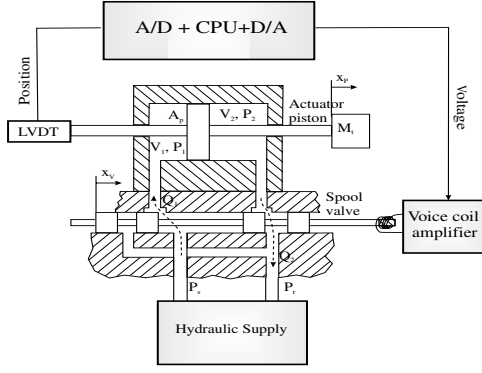 A/D + CPU+D/A
Position
Voltage
x_P
Actuator
piston
V_2, P_2
A_p
M_t
LVDT
V_1, P_1
x_V
Q_1
Spool
valve
Voice coil
amplifier
Q_2
P_s
P_r
Hydraulic Supply